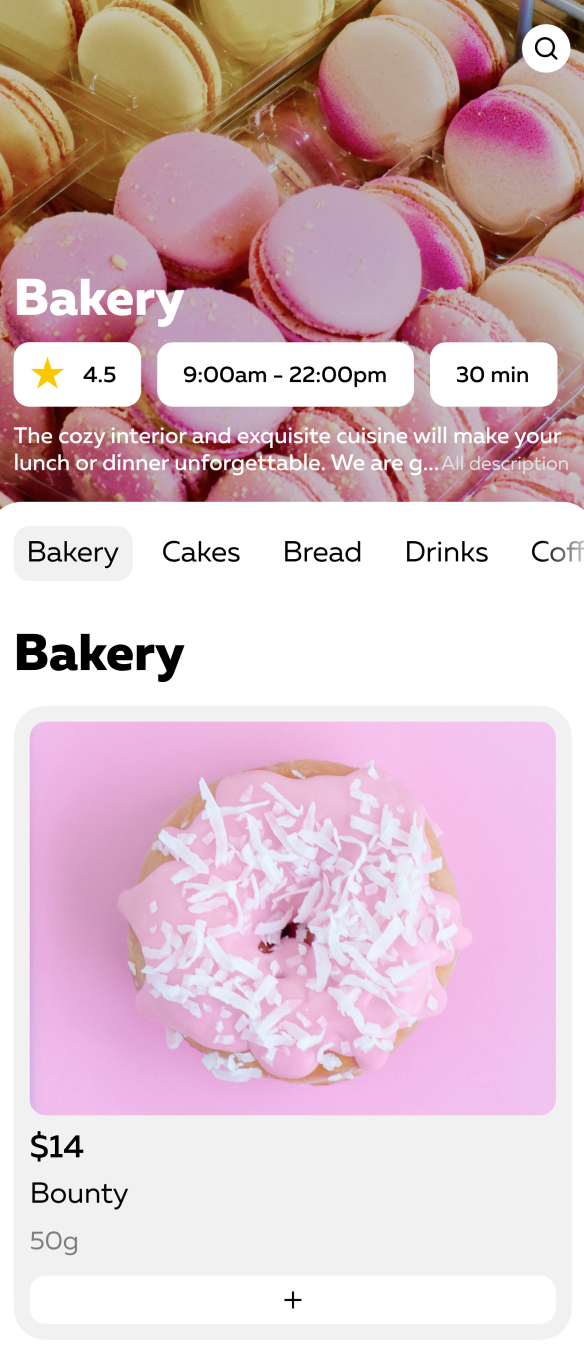 Bakery
4.5
9:00am - 22:00pm
30 min
The cozy interior and exquisite cuisine will make your
lunch or dinner unforgettable. We are g... All description
Bakery Cakes Bread Drinks Coff
Bakery
$14
Bounty
50g
+